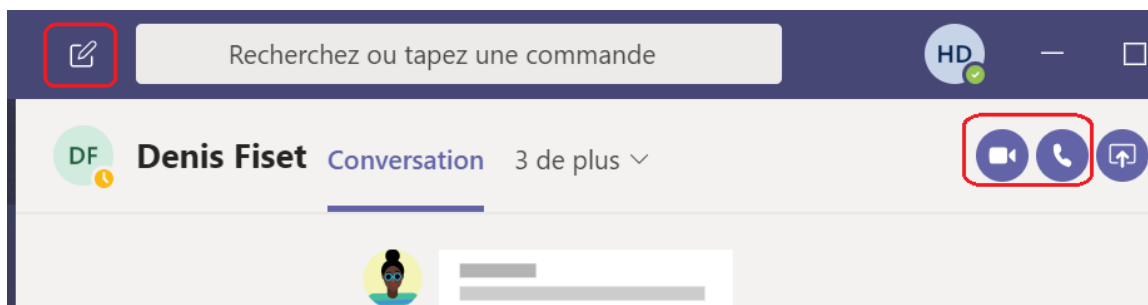 Recherchez ou tapez une commande
HD
DF
Denis Fiset Conversation 3 de plus